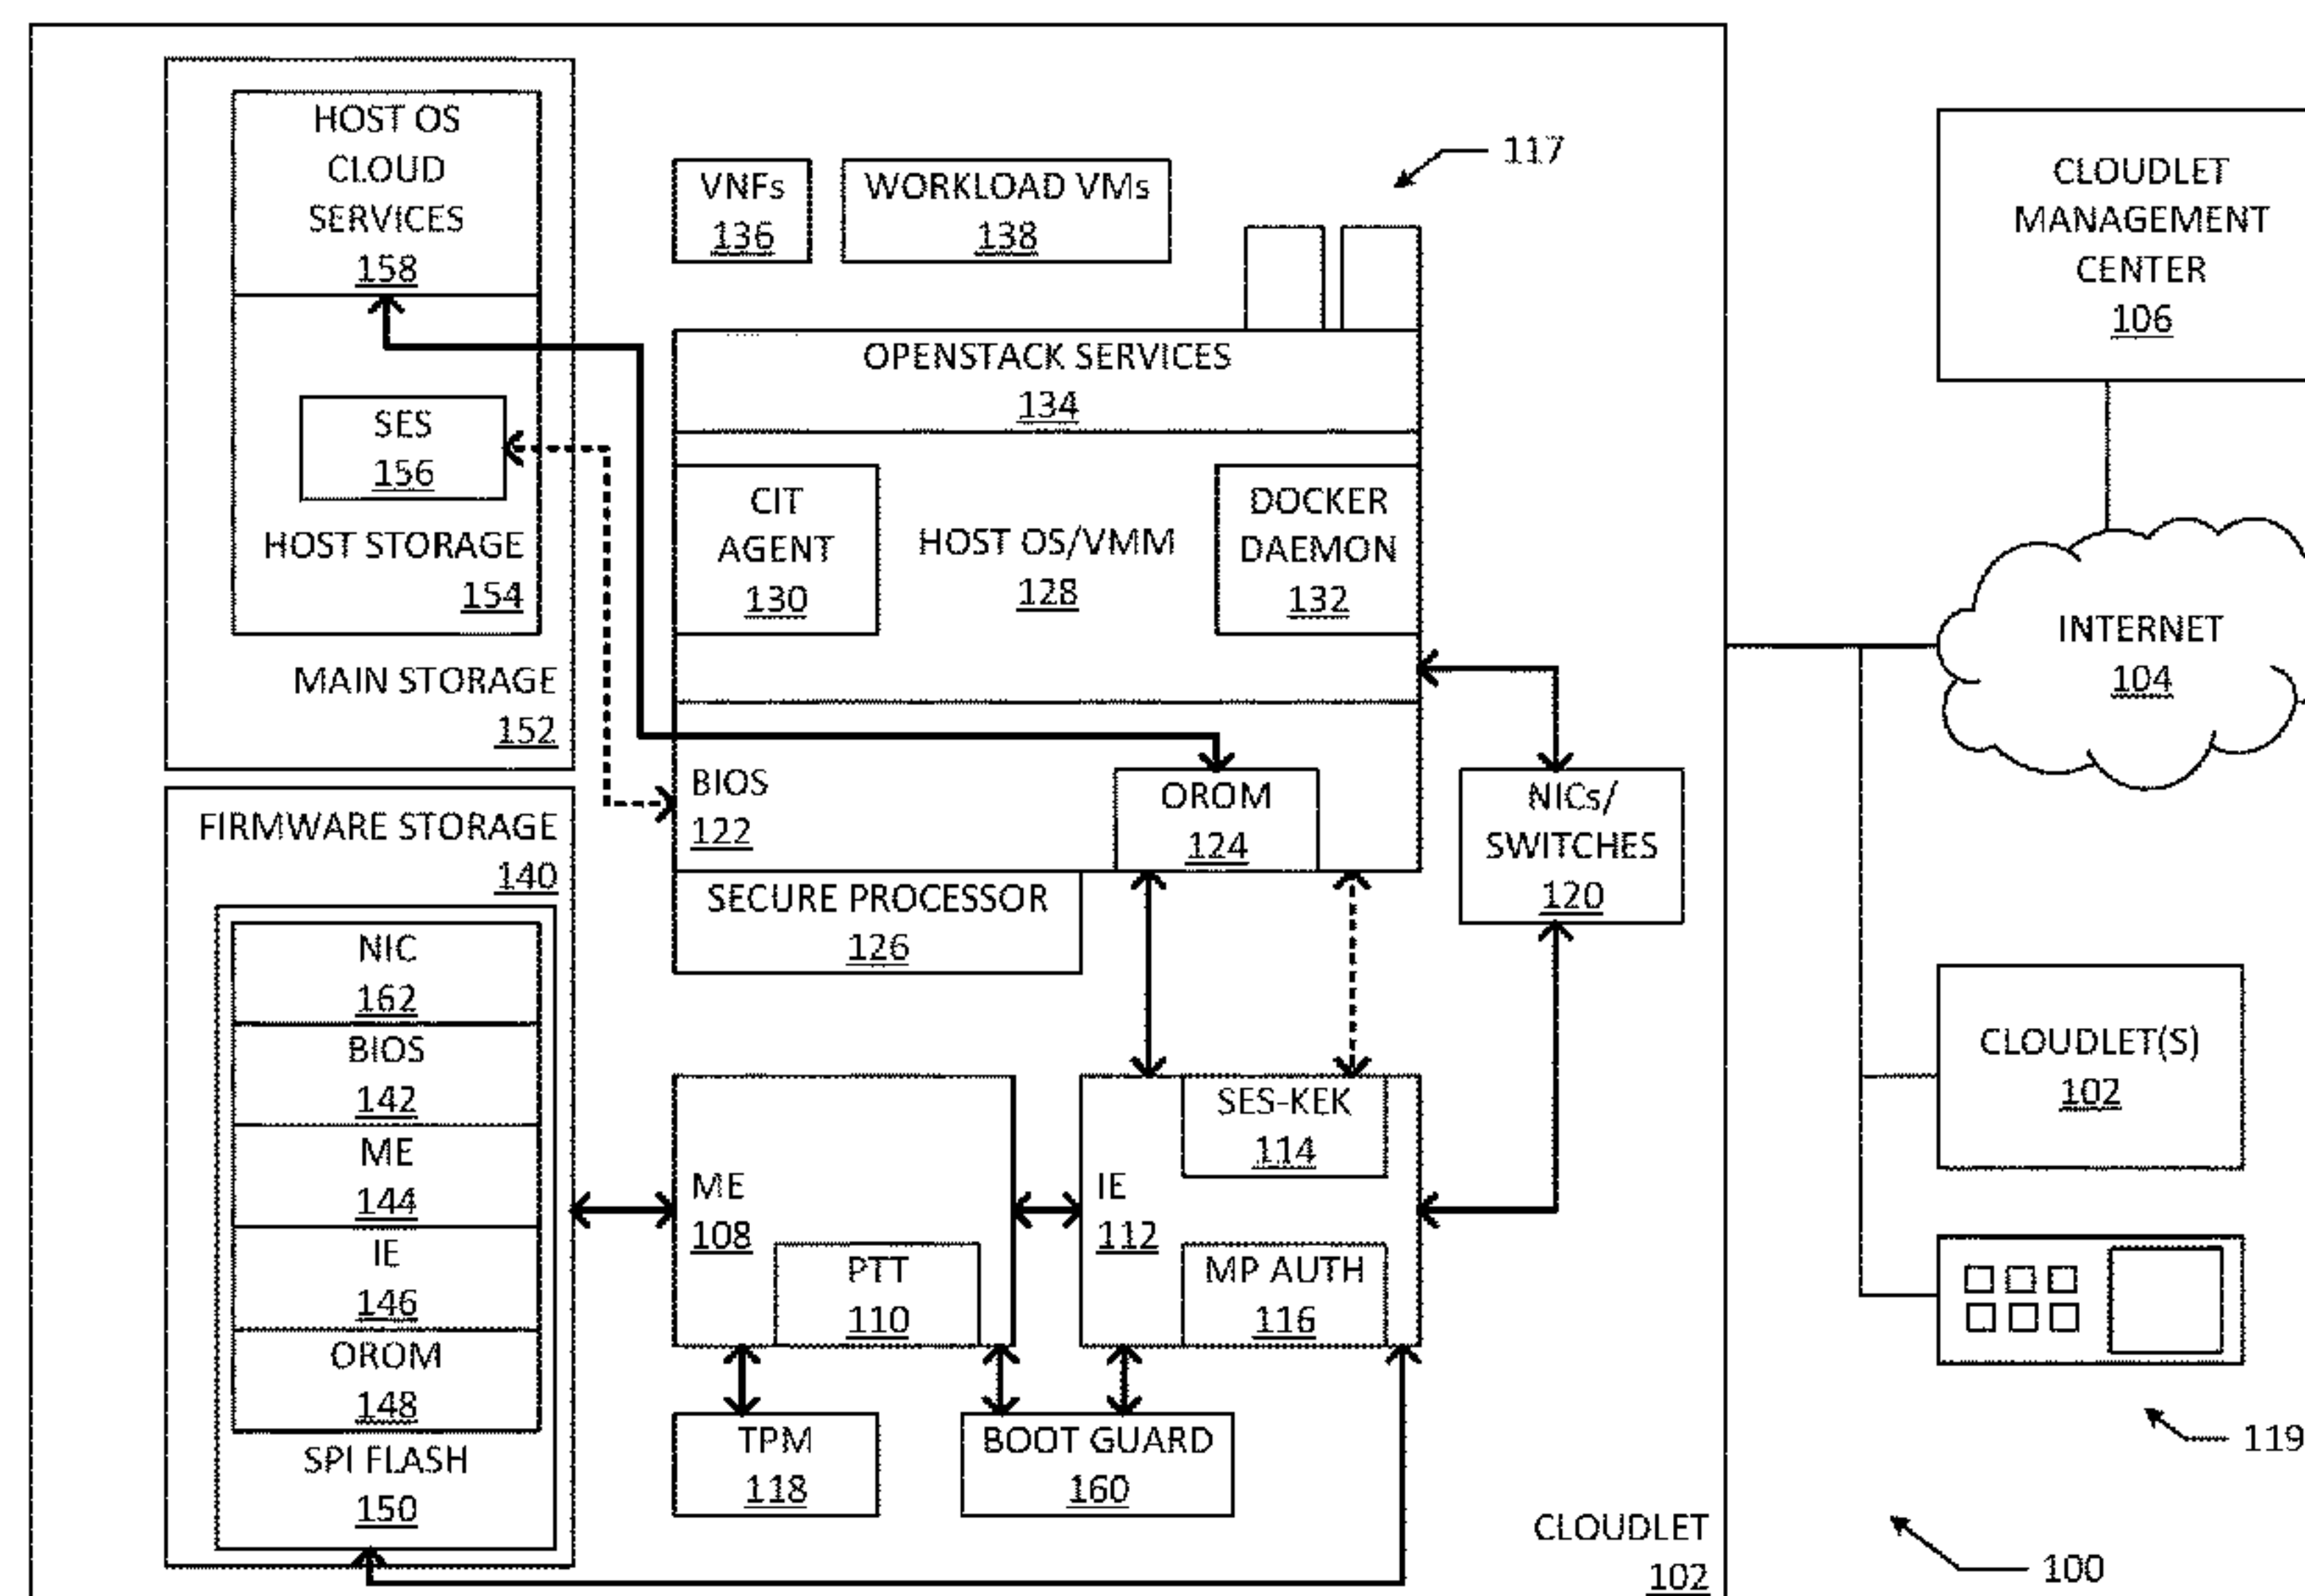 HOST OS
CLOUD
SERVICES
158
SES
156
HOST STORAGE
154
MAIN STORAGE
152
FIRMWARE STORAGE
140
NIC
162
BIOS
142
ME
144
IE
146
OROM
148
SPI FLASH
150
VNFs
136
WORKLOAD VMs
138
117
OPENSTACK SERVICES
134
CIT
AGENT
130
HOST OS/VMM
128
DOCKER
DAEMON
132
BIOS
122
OROM
124
SECURE PROCESSOR
126
NICs/
SWITCHES
120
ME
108
PTT
110
IE
112
SES-KEK
114
MP AUTH
116
TPM
118
BOOT GUARD
160
CLOUDLET
102
CLOUDLET
MANAGEMENT
CENTER
106
INTERNET
104
CLOUDLET(S)
102
119
100